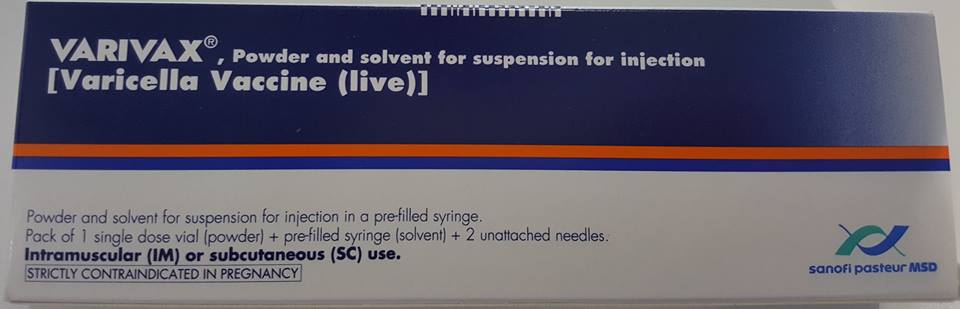 VARIVAX®, Powder and solvent for suspension for injection
[Varicella Vaccine (live)]
Powder and solvent for suspension for injection in a pre-filled syringe.
Pack of 1 single dose vial (powder) + pre-filled syringe (solvent) + 2 unattached needles.
Intramuscular (IM) or subcutaneous (SC) use.
STRICTLY CONTRAINDICATED IN PREGNANCY
sanofi pasteur MSD